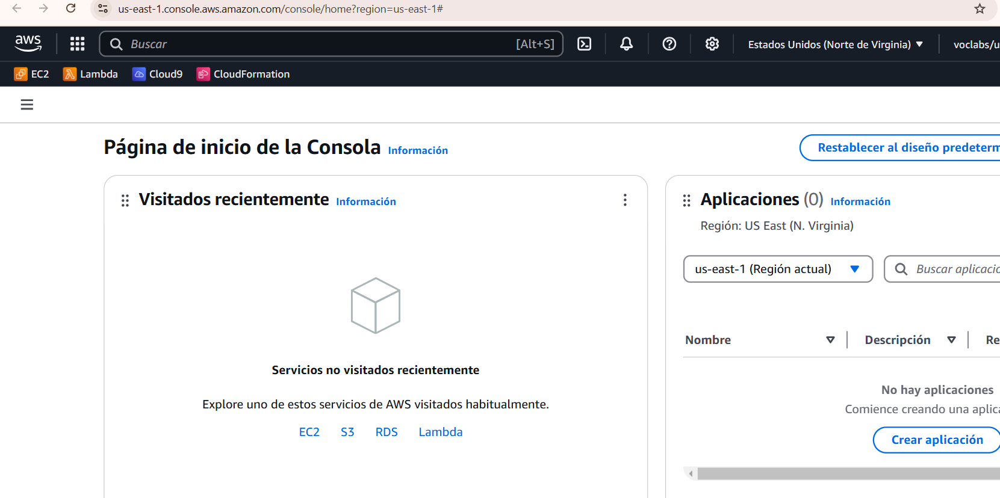 us-east-1.console.aws.amazon.com/console/home?region=us-east-1#
aws
Buscar
[Alt+S]
Estados Unidos (Norte de Virginia)
voclabs/u
EC2
Lambda
Cloud9
CloudFormation
Página de inicio de la Consola
Información
Restablecer al diseño predeterm
Visitados recientemente
Información
Servicios no visitados recientemente
Explore uno de estos servicios de AWS visitados habitualmente.
EC2
S3
RDS
Lambda
Aplicaciones (0)
Información
Región: US East (N. Virginia)
us-east-1 (Región actual)
Buscar aplicacio
Nombre
Descripción
Re
No hay aplicaciones
Comience creando una aplica
Crear aplicación